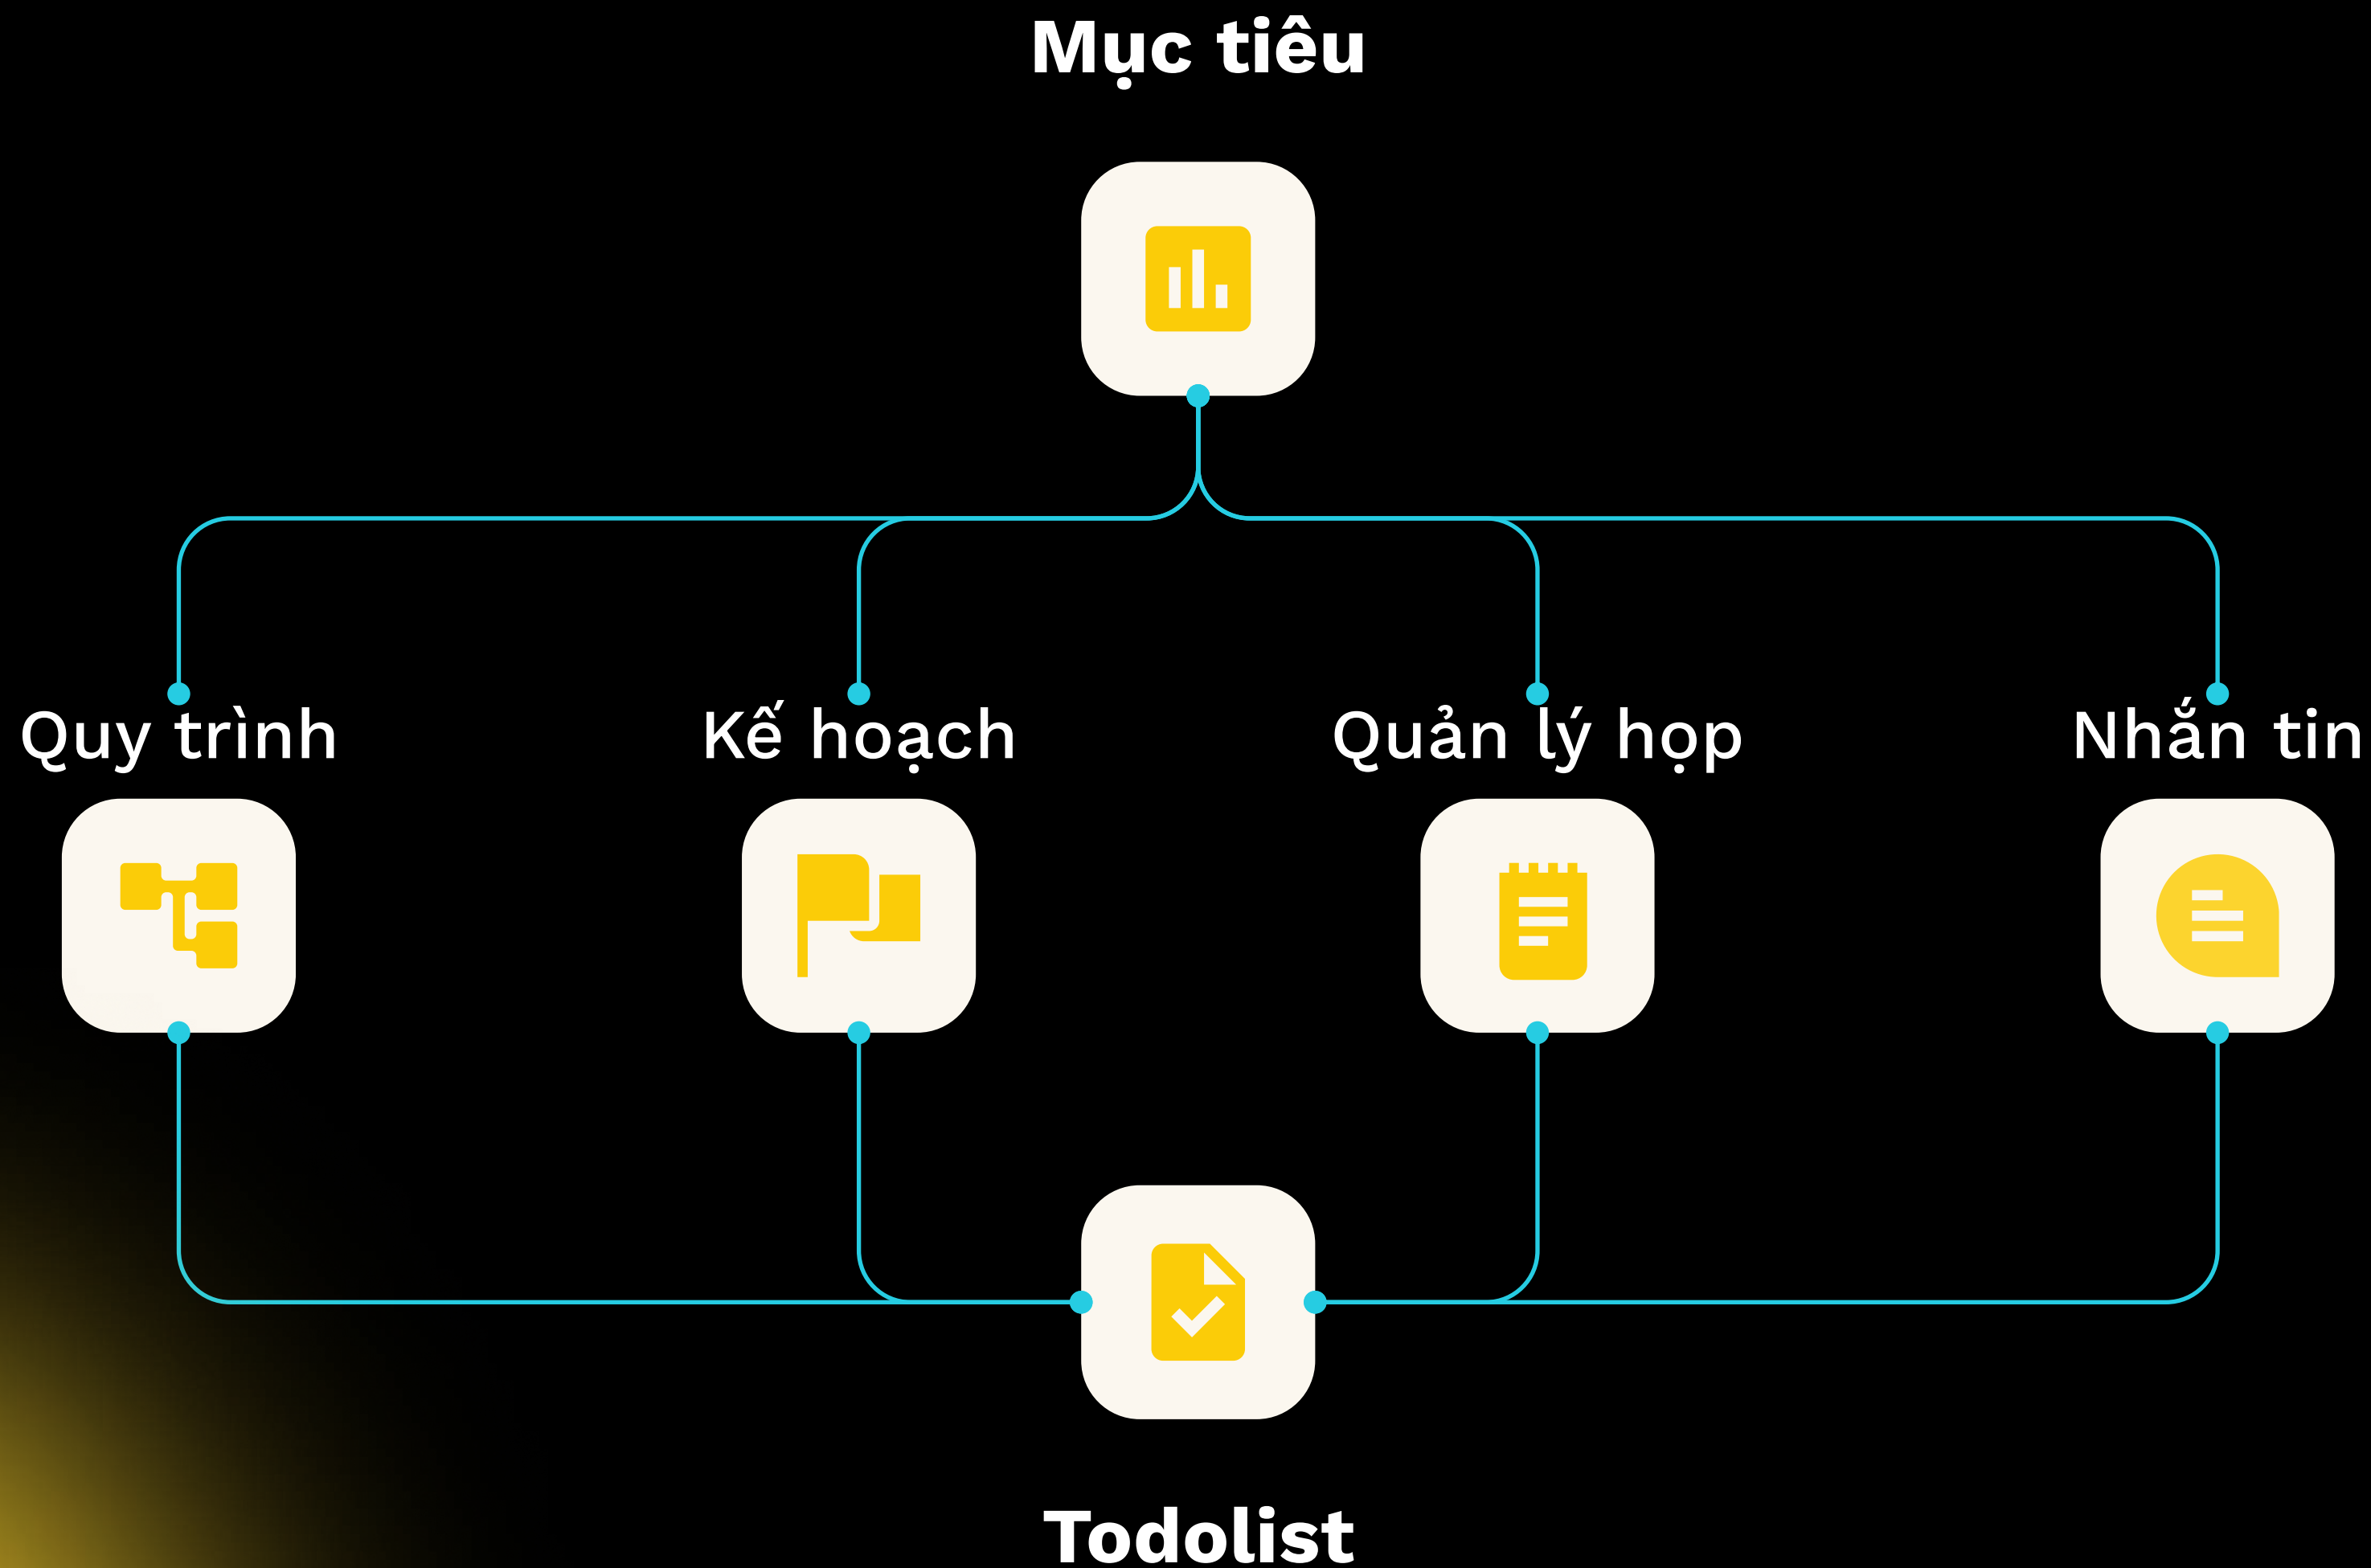 Mục tiêu
Quy trình
Kế hoạch
Quản lý họp
Nhắn tin
Todolist